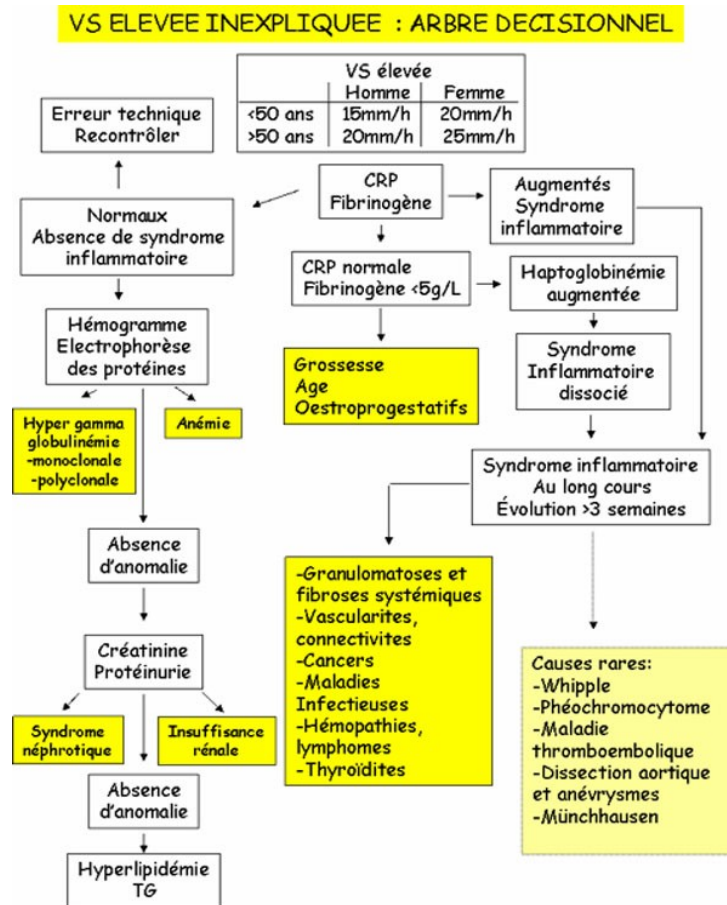 VS ELEVEE INEXPLIQUEE : ARBRE DECISIONNEL
VS élevée
Homme Femme
<50 ans 15mm/h 20mm/h
>50 ans 20mm/h 25mm/h
Erreur technique
Recontrôler
CRP
Fibrinogène
Augmentés
Syndrome
inflammatoire
Normaux
Absence de syndrome
inflammatoire
CRP normale
Fibrinogène <5g/L
Haptoglobinémie
augmentée
Hémogramme
Electrophorèse
des protéines
Grossesse
Age
Oestroprogestatifs
Syndrome
Inflammatoire
dissocié
Hyper gamma
globulinémie
-monoclonale
-polyclonale
Anémie
Syndrome inflammatoire
Au long cours
Évolution >3 semaines
Absence
d'anomalie
-Granulomatoses et
fibroses systémiques
-Vascularites,
connectivites
-Cancers
-Maladies
Infectieuses
-Hémopathies,
lymphomes
-Thyroïdites
Créatinine
Protéinurie
Causes rares:
-Whipple
-Phéochromocytome
-Maladie
thromboembolique
-Dissection aortique
et anévrysmes
-Münchhausen
Syndrome
néphrotique
Insuffisance
rénale
Absence
d'anomalie
Hyperlipidémie
TG